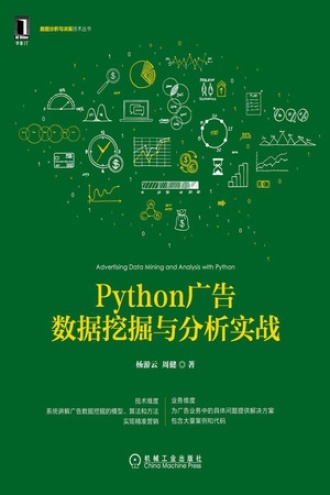 华章IT
数据分析与决策技术丛书
Advertising Data Mining and Analysis with Python
Python广告
数据挖掘与分析实战
杨游云 周健 著
技术维度
系统讲解广告数据挖掘的模型、算法和方法
实现精准营销
业务维度
为广告业务中的具体问题提供解决方案
包含大量案例和代码
机械工业出版社
China Machine Press